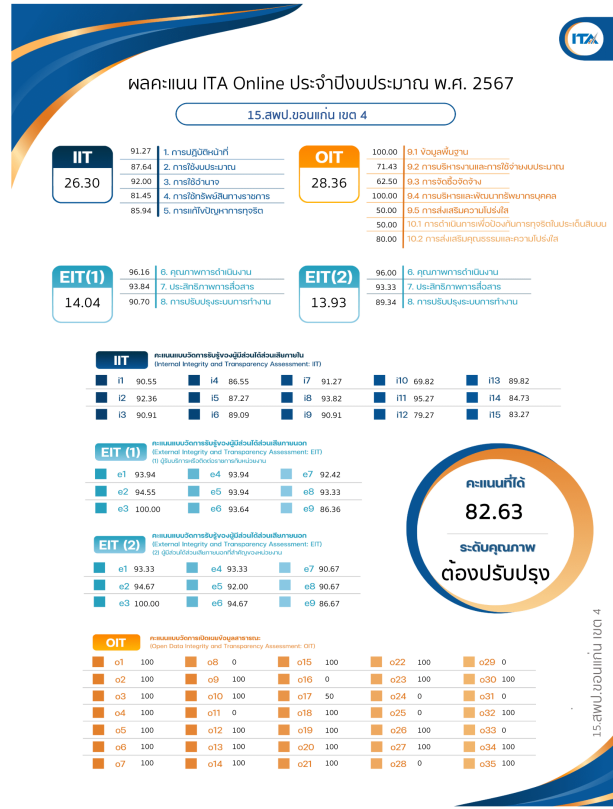 ITA
ผลคะแนน ITA Online ประจำปีงบประมาณ พ.ศ. 2567
15.สพป.ขอนแก่น เขต 4
IIT
26.30
91.27 1. การปฏิบัติหน้าที่
87.64 2. การใช้งบประมาณ
92.00 3. การใช้อำนาจ
81.45 4. การใช้ทรัพย์สินทางราชการ
85.94 5. การแก้ไขปัญหาการทุจริต
OIT
28.36
100.00 9.1 ข้อมูลพื้นฐาน
71.43 9.2 การบริหารงานและการใช้จ่ายงบประมาณ
62.50 9.3 การจัดซื้อจัดจ้าง
100.00 9.4 การบริหารและพัฒนาทรัพยากรบุคคล
50.00 9.5 การส่งเสริมความโปร่งใส
50.00 10.1 การดำเนินการเพื่อป้องกันการทุจริตในประเด็นสินบน
80.00 10.2 การส่งเสริมคุณธรรมและความโปร่งใส
EIT(1)
14.04
96.16 6. คุณภาพการดำเนินงาน
93.84 7. ประสิทธิภาพการสื่อสาร
90.70 8. การปรับปรุงระบบการทำงาน
EIT(2)
13.93
96.00 6. คุณภาพการดำเนินงาน
93.33 7. ประสิทธิภาพการสื่อสาร
89.34 8. การปรับปรุงระบบการทำงาน
IIT
คะแนนแบบวัดการรับรู้ของผู้มีส่วนได้ส่วนเสียภายใน
(Internal Integrity and Transparency Assessment: IIT)
i1 90.55 i4 86.55 i7 91.27 i10 69.82 i13 89.82
i2 92.36 i5 87.27 i8 93.82 i11 95.27 i14 84.73
i3 90.91 i6 89.09 i9 90.91 i12 79.27 i15 83.27
EIT (1)
คะแนนแบบวัดการรับรู้ของผู้มีส่วนได้ส่วนเสียภายนอก
(External Integrity and Transparency Assessment: EIT)
(1) ผู้รับบริการหรือติดต่อราชการกับหน่วยงาน
e1 93.94 e4 93.94 e7 92.42
e2 94.55 e5 93.94 e8 93.33
e3 100.00 e6 93.64 e9 86.36
EIT (2)
คะแนนแบบวัดการรับรู้ของผู้มีส่วนได้ส่วนเสียภายนอก
(External Integrity and Transparency Assessment: EIT)
(2) ผู้มีส่วนได้ส่วนเสียภายนอกที่สำคัญของหน่วยงาน
e1 93.33 e4 93.33 e7 90.67
e2 94.67 e5 92.00 e8 90.67
e3 100.00 e6 94.67 e9 86.67
คะแนนที่ได้
82.63
ระดับคุณภาพ
ต้องปรับปรุง
OIT
คะแนนแบบวัดการเปิดเผยข้อมูลสาธารณะ
(Open Data Integrity and Transparency Assessment: OIT)
o1 100 o8 0 o15 100 o22 100 o29 0
o2 100 o9 100 o16 0 o23 100 o30 100
o3 100 o10 100 o17 50 o24 0 o31 0
o4 100 o11 0 o18 100 o25 0 o32 100
o5 100 o12 100 o19 100 o26 100 o33 0
o6 100 o13 100 o20 100 o27 100 o34 100
o7 100 o14 100 o21 100 o28 0 o35 100
15.สพป.ขอนแก่น เขต 4